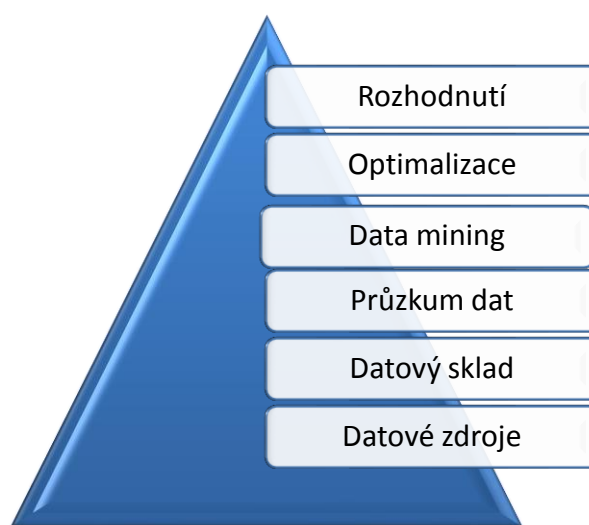 Rozhodnutí
Optimalizace
Data mining
Průzkum dat
Datový sklad
Datové zdroje